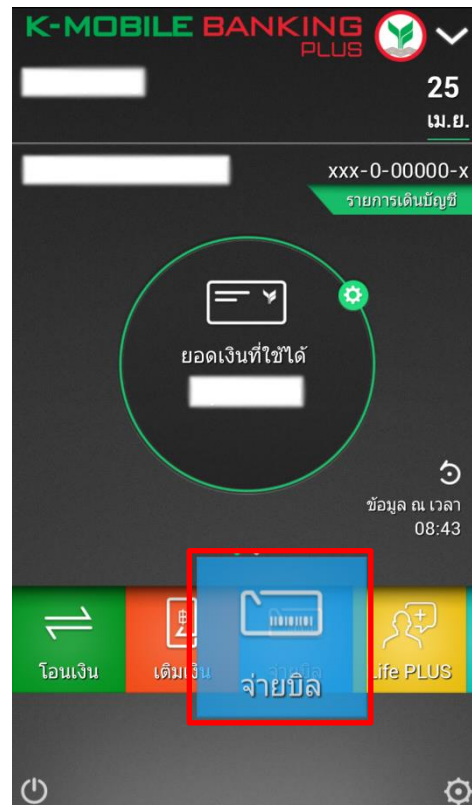 K-MOBILE BANKING
PLUS
25
เม.ย.
xxx-0-00000-x
รายการเดินบัญชี
ยอดเงินที่ใช้ได้
ข้อมูล ณ เวลา
08:43
โอนเงิน
เติมเงิน
จ่ายบิล
Life PLUS